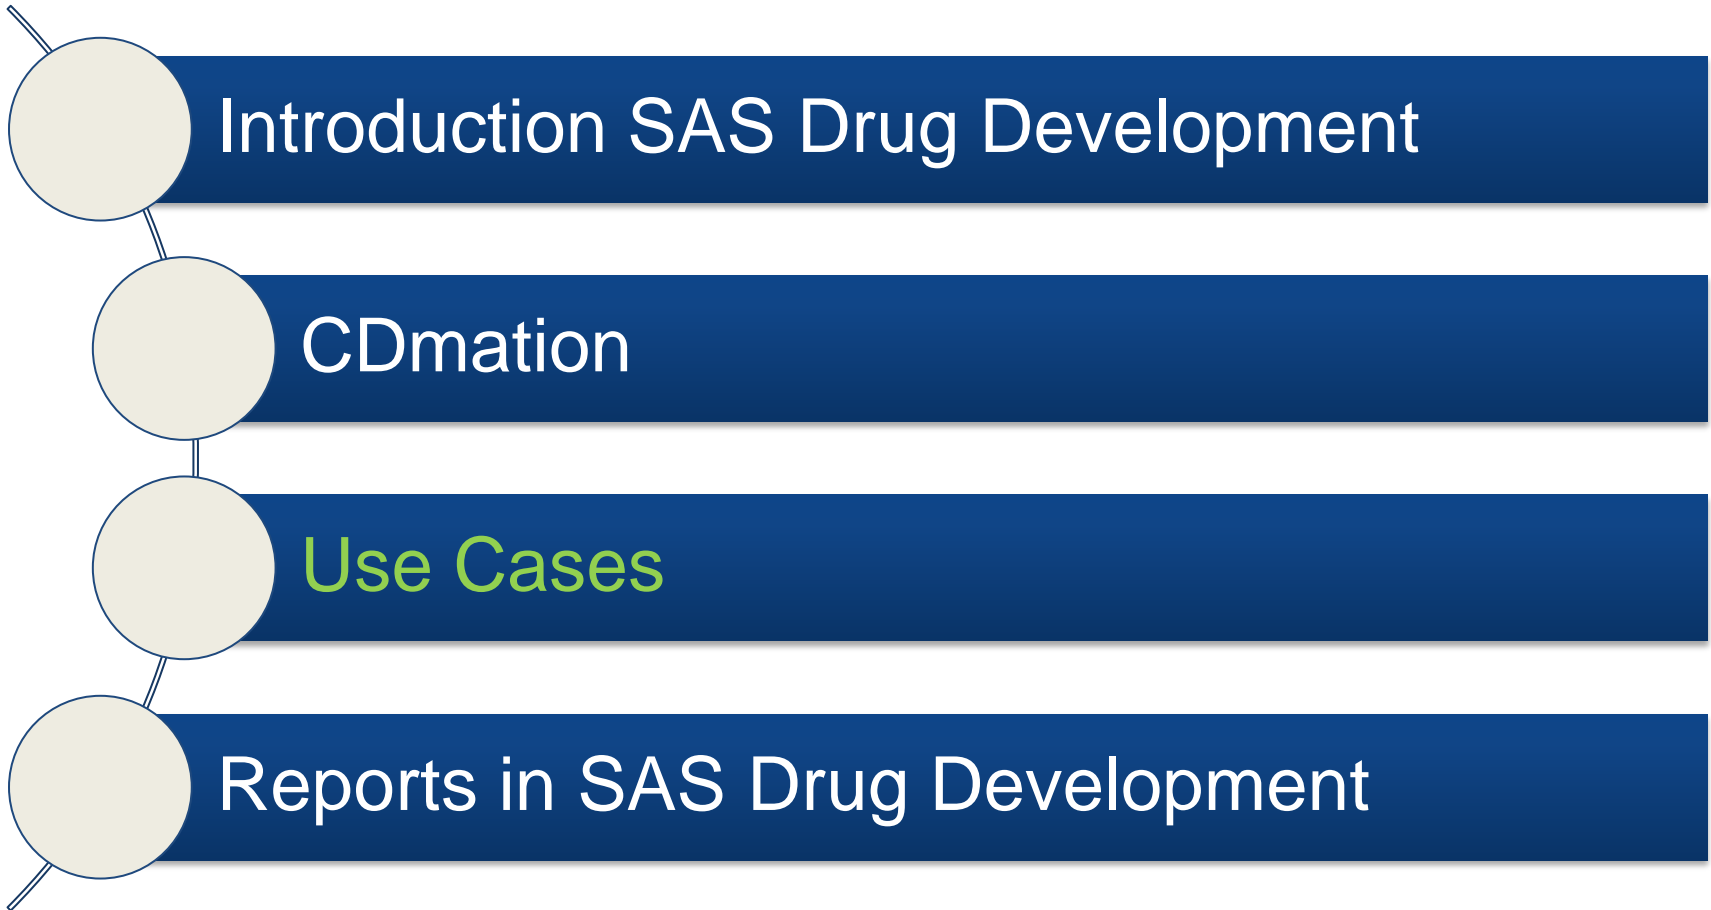 Introduction SAS Drug Development
CDmation
Use Cases
Reports in SAS Drug Development